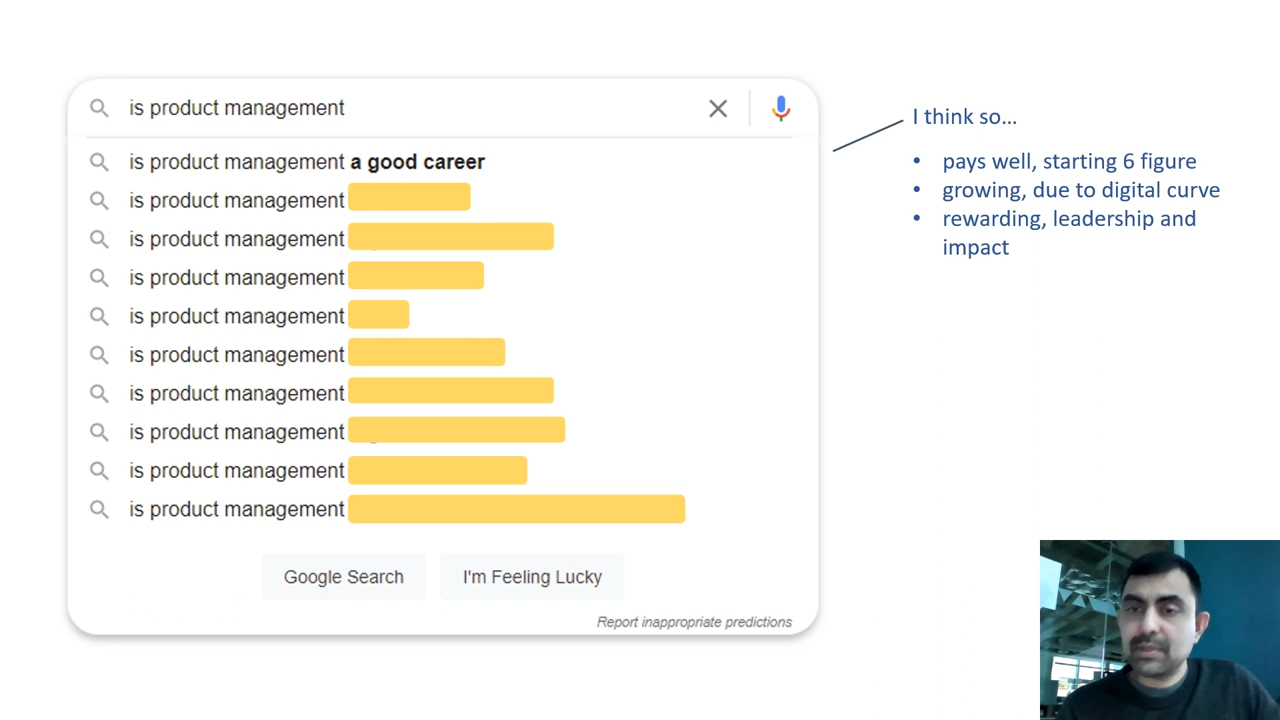 is product management
is product management a good career
is product management
is product management
is product management
is product management
is product management
is product management
is product management
is product management
is product management
Google Search
I'm Feeling Lucky
Report inappropriate predictions
I think so...
• pays well, starting 6 figure
• growing, due to digital curve
• rewarding, leadership and
impact